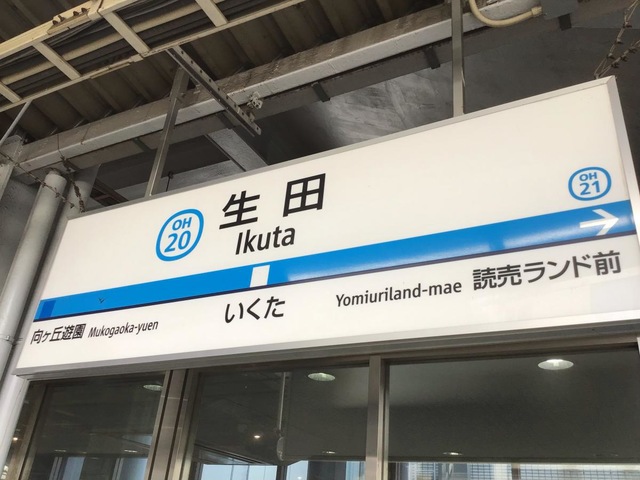 OH
20
生田
Ikuta
OH
21
いくた
向ヶ丘遊園 Mukogaoka-yuen
Yomiuriland-mae 読売ランド前